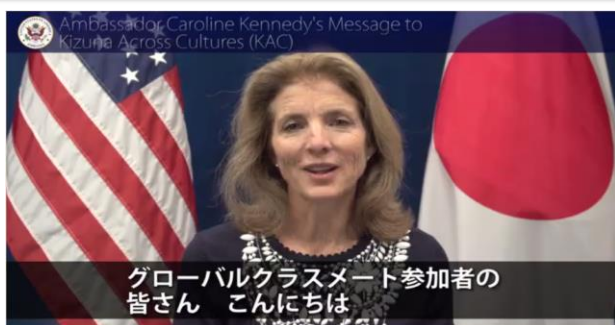 Ambassador Caroline Kennedy's Message to
Kizuna Across Cultures (KAC)
グローバルクラスメート参加者の
皆さん　こんにちは